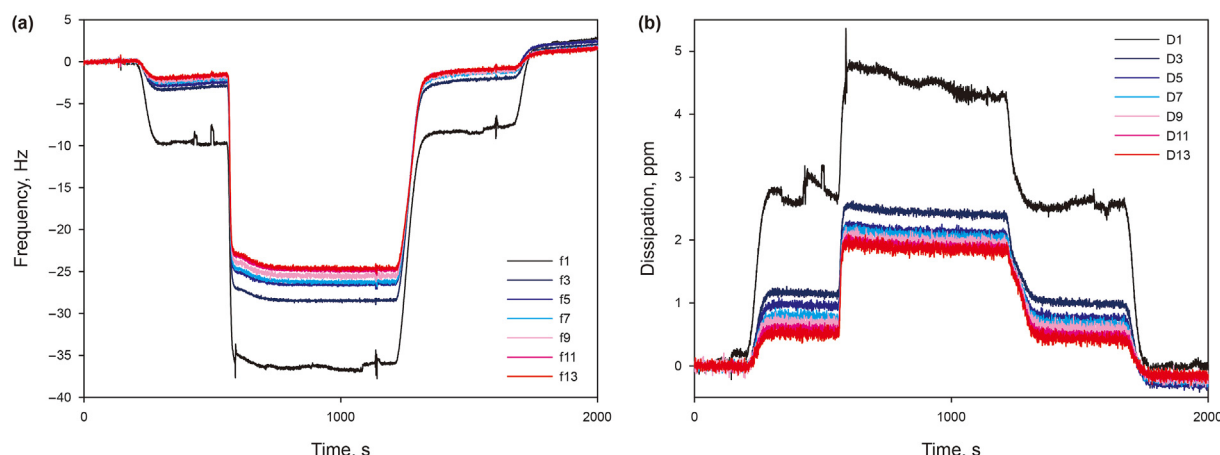 (a)
5
0
−5
−10
−15
−20
−25
−30
−35
−40
Frequency, Hz
0
1000
2000
Time, s
f1
f3
f5
f7
f9
f11
f13
(b)
5
4
3
2
1
0
Dissipation, ppm
0
1000
2000
Time, s
D1
D3
D5
D7
D9
D11
D13